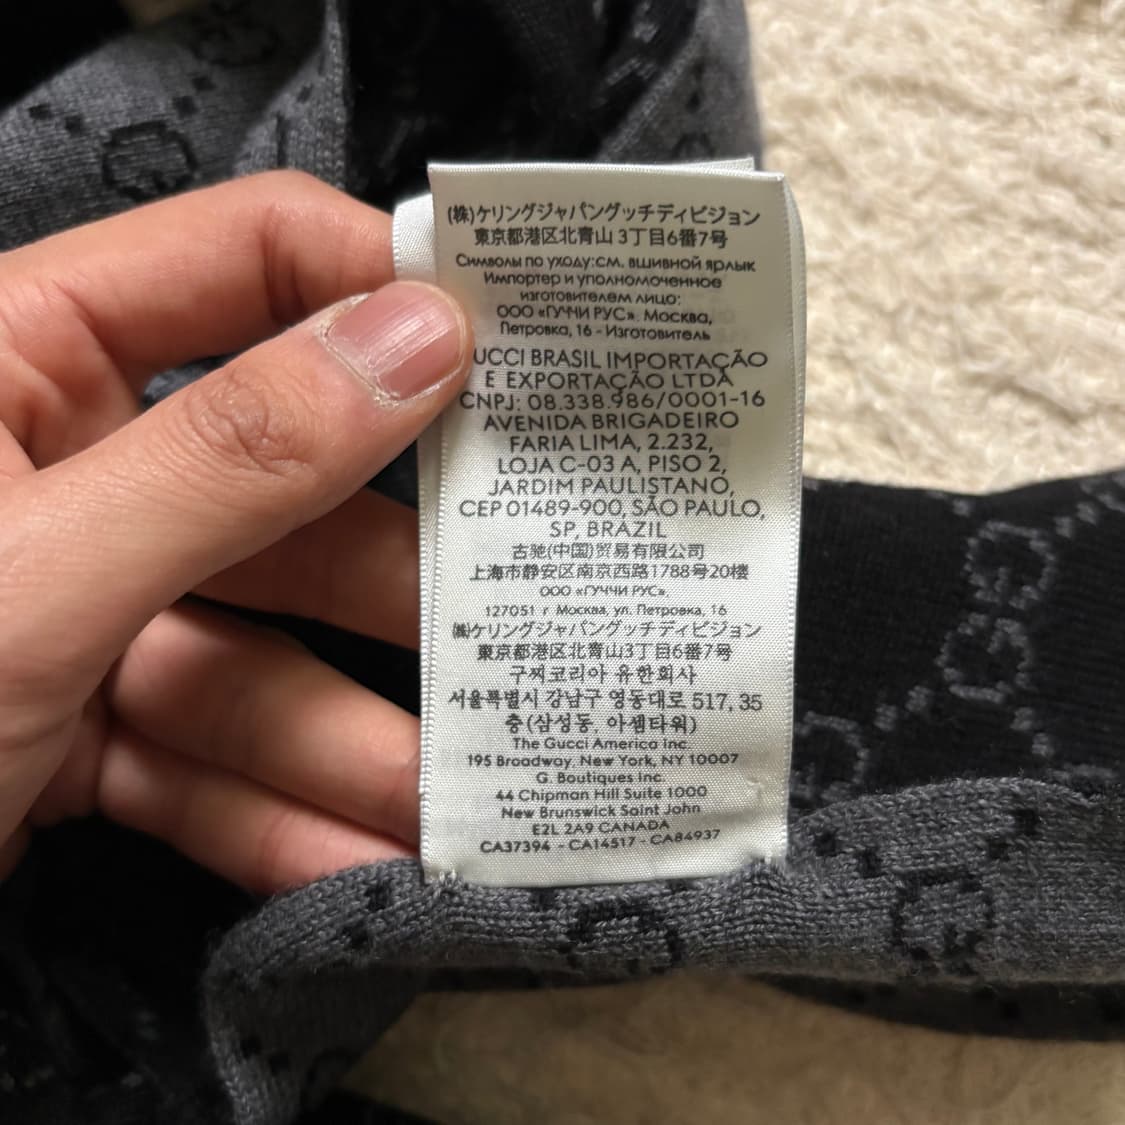 (株)ケリングジャパングッチディビジョン
東京都港区北青山 3丁目6番7号
Символы по уходу:см. вшивной ярлык
Импортер и уполномоченное
изготовителем лицо:
ООО «ГУЧЧИ РУС». Москва,
Петровка, 16 - Изготовитель
UCCI BRASIL IMPORTAÇÃO
E EXPORTAÇÃO LTDA
CNPJ: 08.338.986/0001-16
AVENIDA BRIGADEIRO
FARIA LIMA, 2.232,
LOJA C-03 A, PISO 2,
JARDIM PAULISTANO,
CEP 01489-900, SÃO PAULO,
SP, BRAZIL
古驰(中国)贸易有限公司
上海市静安区南京西路1788号20楼
ООО «ГУЧЧИ РУС»,
127051 г Москва, ул. Петровка, 16
(株)ケリングジャパングッチディビジョン
東京都港区北青山3丁目6番7号
구찌코리아 유한회사
서울특별시 강남구 영동대로 517, 35
층(삼성동, 아셈타워)
The Gucci America Inc.
195 Broadway, New York, NY 10007
G. Boutiques Inc.
44 Chipman Hill Suite 1000
New Brunswick Saint John
E2L 2A9 CANADA
CA37394 - CA14517 - CA84937